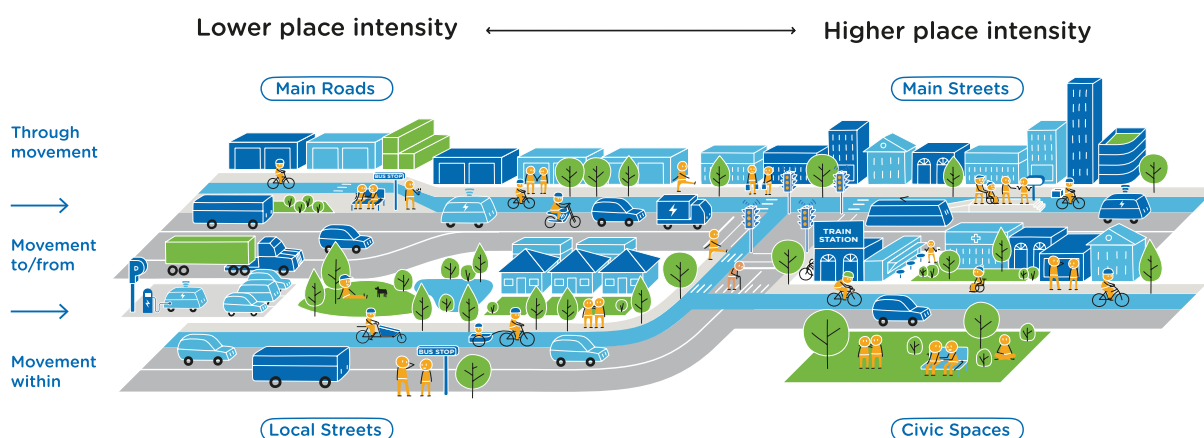 Lower place intensity
Higher place intensity
Main Roads
Main Streets
Through
movement
BUS STOP
Movement
to/from
P
TRAIN
STATION
Movement
within
BUS STOP
Local Streets
Civic Spaces